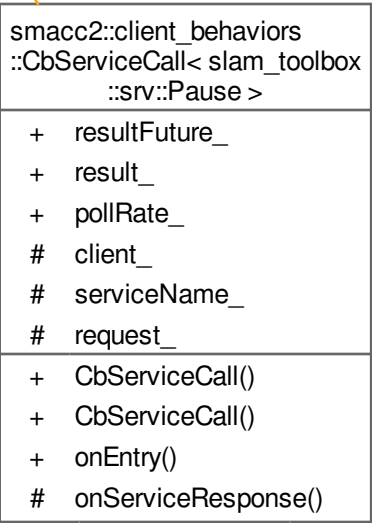 smacc2::client_behaviors
::CbServiceCall< slam_toolbox
::srv::Pause >
+ resultFuture_
+ result_
+ pollRate_
# client_
# serviceName_
# request_
+ CbServiceCall()
+ CbServiceCall()
+ onEntry()
# onServiceResponse()